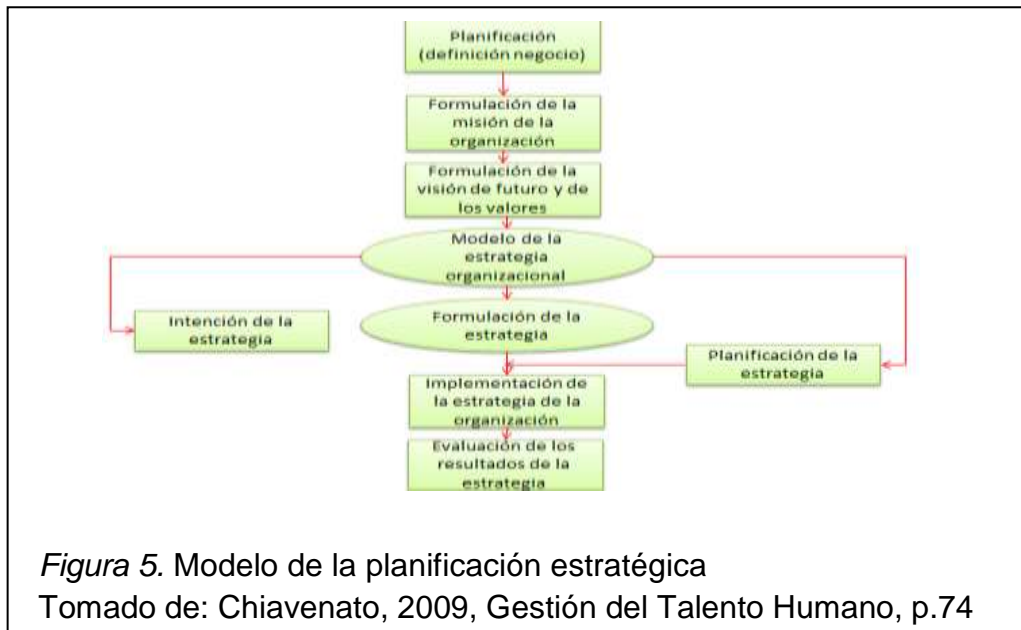 Planificación
(definición negocio)
Formulación de la
misión de la
organización
Formulación de la
visión de futuro y de
los valores
Modelo de la
estrategia
organizacional
Intención de la
estrategia
Formulación de la
estrategia
Planificación de la
estrategia
Implementación de
la estrategia de la
organización
Evaluación de los
resultados de la
estrategia
Figura 5. Modelo de la planificación estratégica
Tomado de: Chiavenato, 2009, Gestión del Talento Humano, p.74